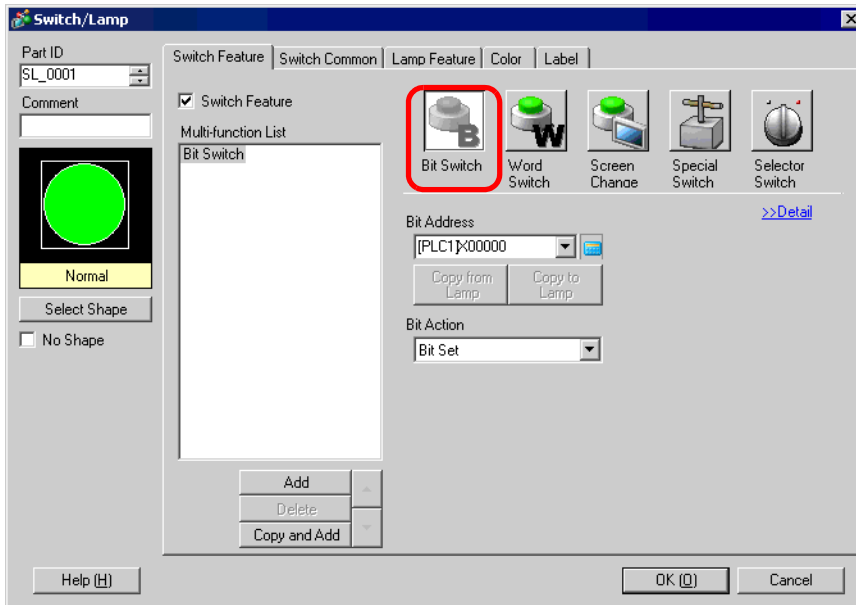 Switch/Lamp
Part ID
SL_0001
Comment
Normal
Select Shape
No Shape
Switch Feature
Switch Common
Lamp Feature
Color
Label
Switch Feature
Multi-function List
Bit Switch
Add
Delete
Copy and Add
Bit Switch
Word
Switch
Screen
Change
Special
Switch
Selector
Switch
>>Detail
Bit Address
[PLC1]X00000
Copy from
Lamp
Copy to
Lamp
Bit Action
Bit Set
Help (H)
OK (O)
Cancel